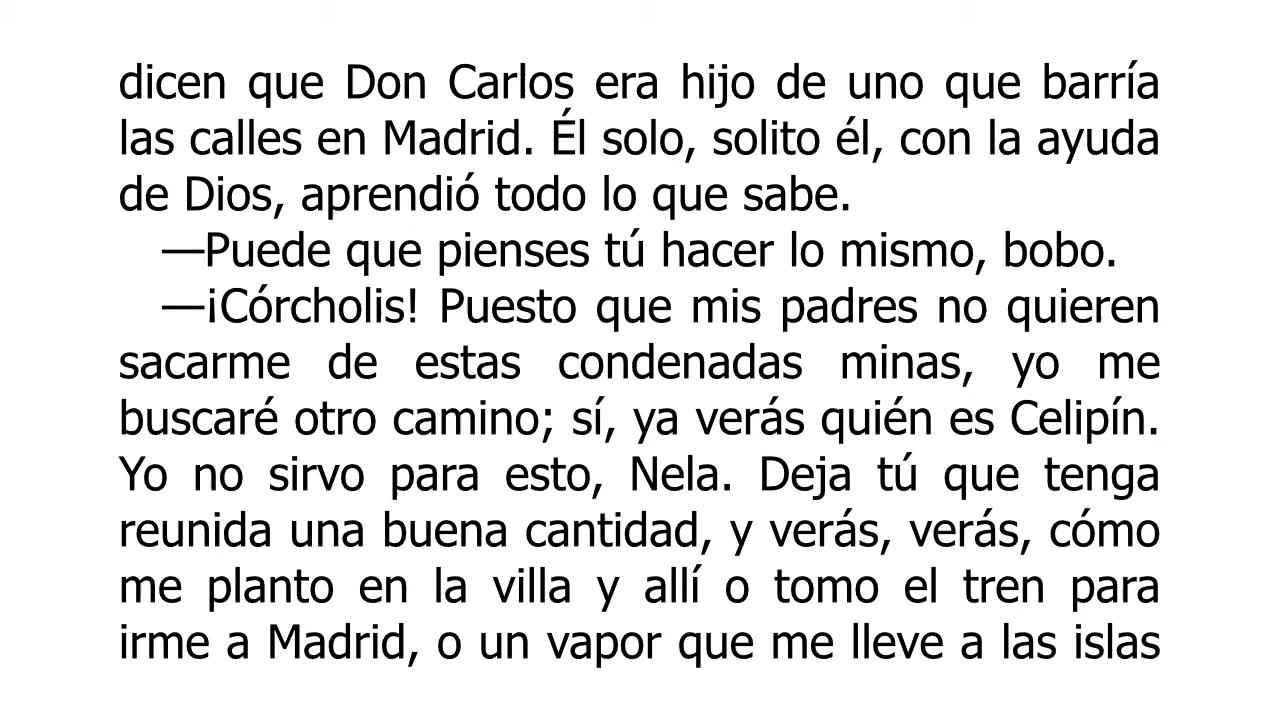 dicen que Don Carlos era hijo de uno que barría
las calles en Madrid. Él solo, solito él, con la ayuda
de Dios, aprendió todo lo que sabe.
—Puede que pienses tú hacer lo mismo, bobo.
—¡Córcholis! Puesto que mis padres no quieren
sacarme de estas condenadas minas, yo me
buscaré otro camino; sí, ya verás quién es Celipín.
Yo no sirvo para esto, Nela. Deja tú que tenga
reunida una buena cantidad, y verás, verás, cómo
me planto en la villa y allí o tomo el tren para
irme a Madrid, o un vapor que me lleve a las islas